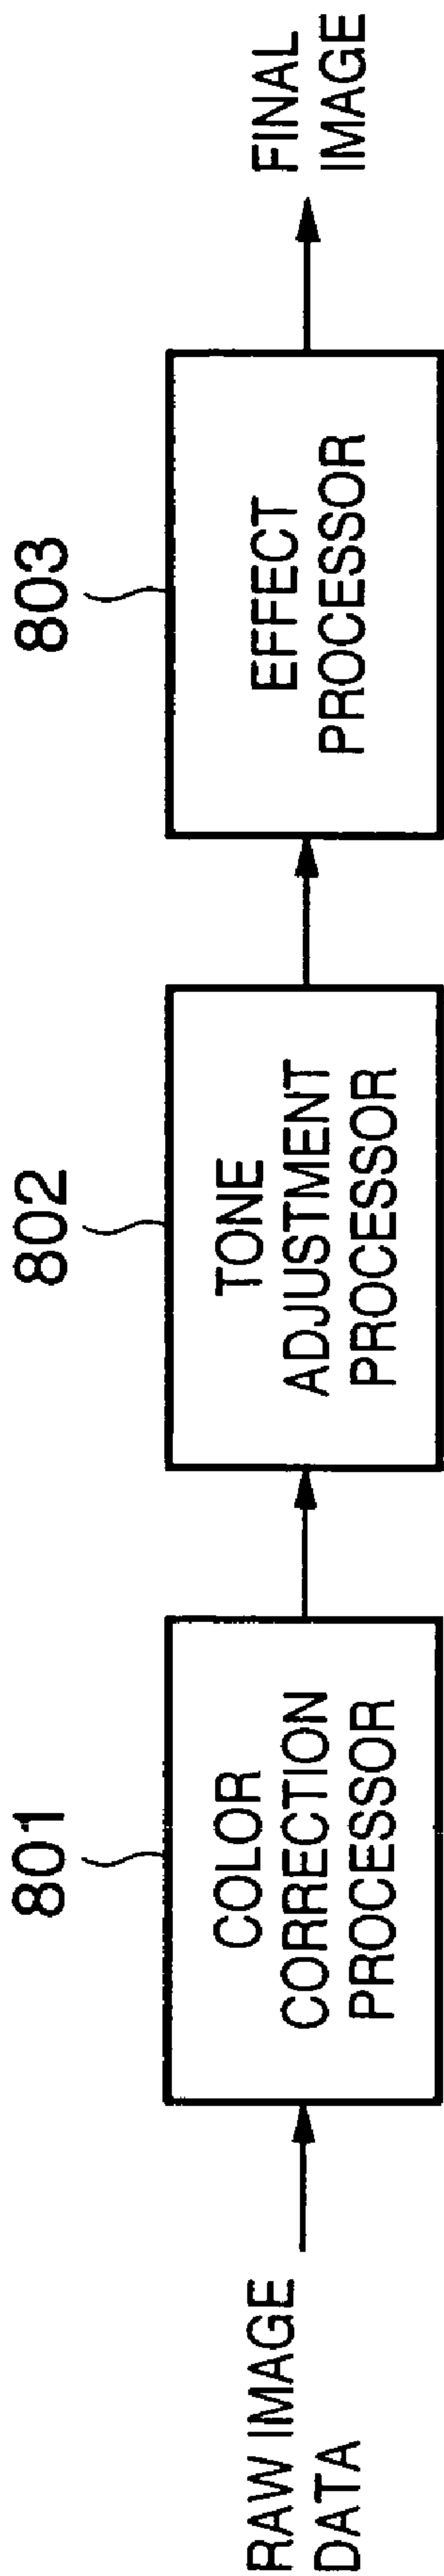 RAW IMAGE
DATA
801
COLOR
CORRECTION
PROCESSOR
802
TONE
ADJUSTMENT
PROCESSOR
803
EFFECT
PROCESSOR
FINAL
IMAGE